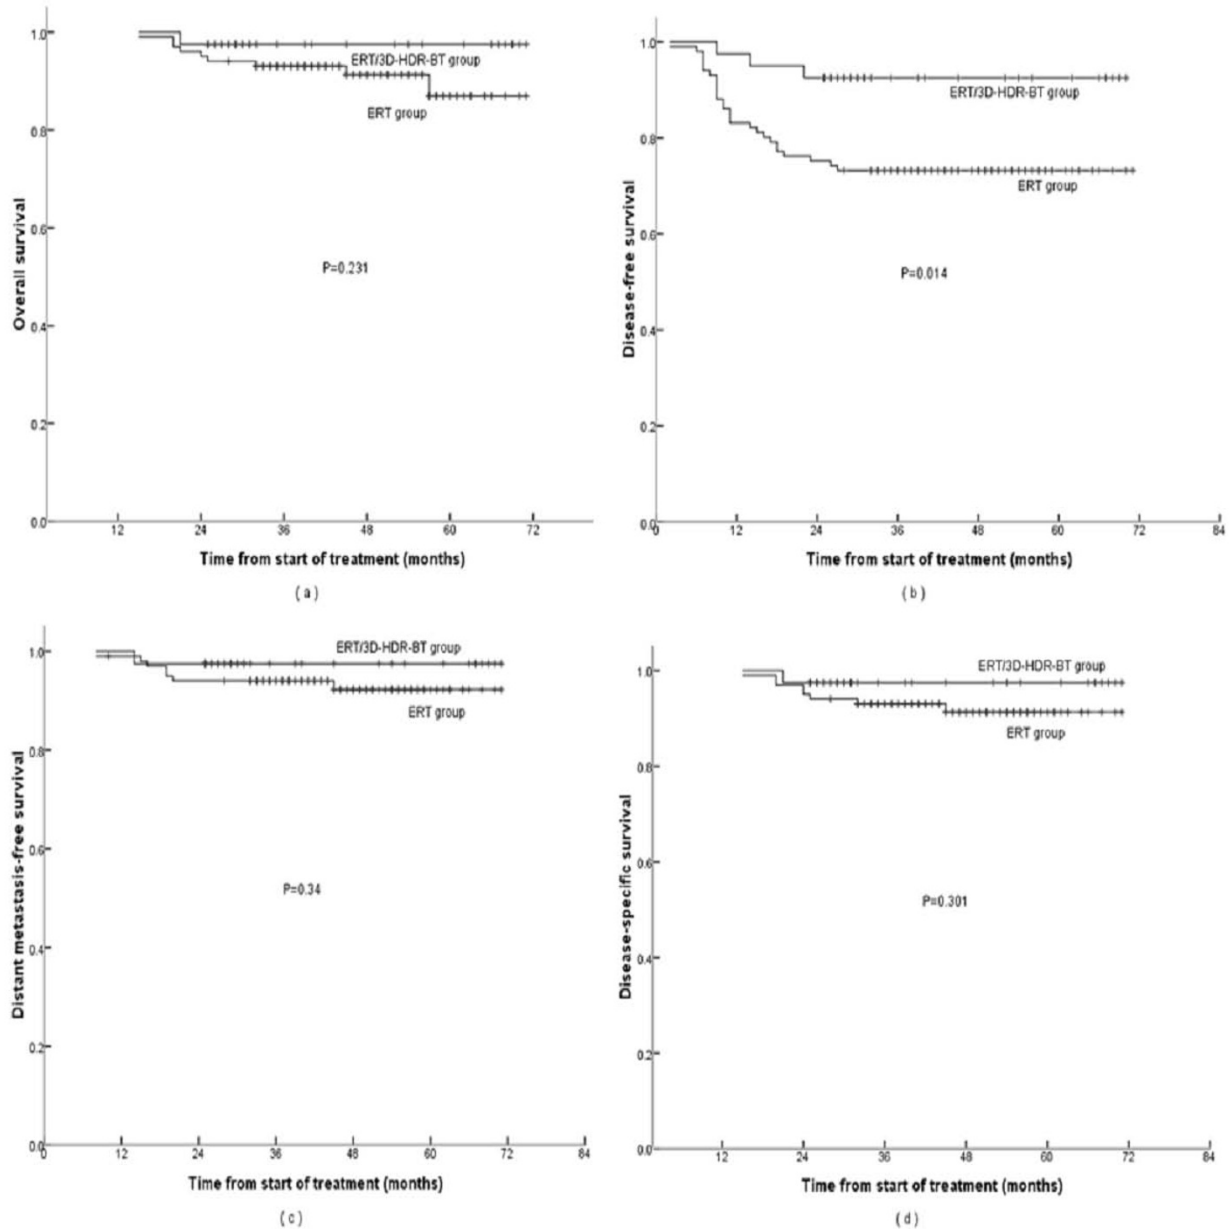 Overall survival
1.0
0.8
0.6
0.4
0.2
0.0
ERT/3D-HDR-BT group
ERT group
P=0.231
12 24 36 48 60 72
Time from start of treatment (months)
(a)
Disease-free survival
1.0
0.8
0.6
0.4
0.2
0.0
ERT/3D-HDR-BT group
ERT group
P=0.014
0 12 24 36 48 60 72 84
Time from start of treatment (months)
(b)
Distant metastasis-free survival
1.0
0.8
0.6
0.4
0.2
0.0
ERT/3D-HDR-BT group
ERT group
P=0.34
0 12 24 36 48 60 72 84
Time from start of treatment (months)
(c)
Disease-specific survival
1.0
0.8
0.6
0.4
0.2
0.0
ERT/3D-HDR-BT group
ERT group
P=0.301
12 24 36 48 60 72 84
Time from start of treatment (months)
(d)